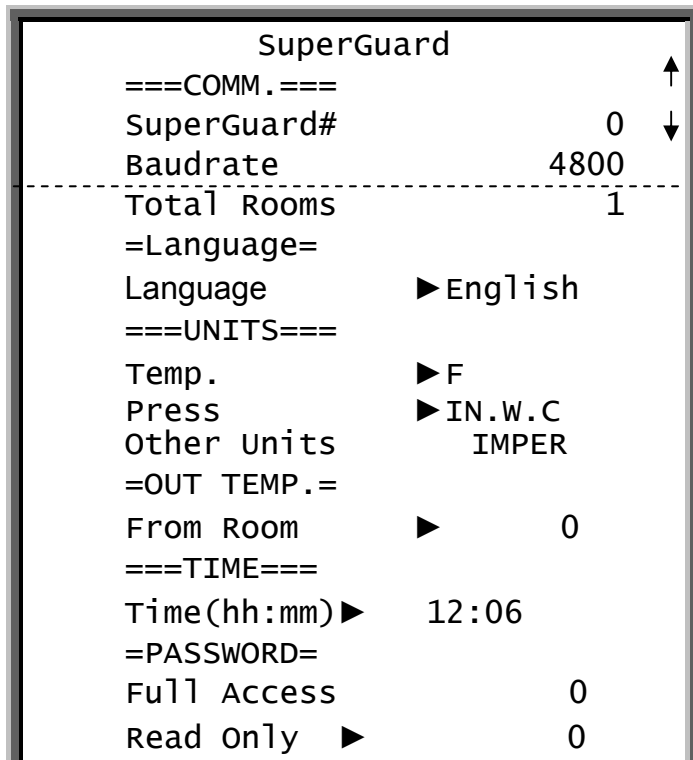 SuperGuard
===COMM.===
SuperGuard# 0
Baudrate 4800
Total Rooms 1
=Language=
Language ►English
===UNITS===
Temp. ►F
Press ►IN.W.C
Other Units IMPER
=OUT TEMP.=
From Room ► 0
===TIME===
Time(hh:mm)► 12:06
=PASSWORD=
Full Access 0
Read Only ► 0